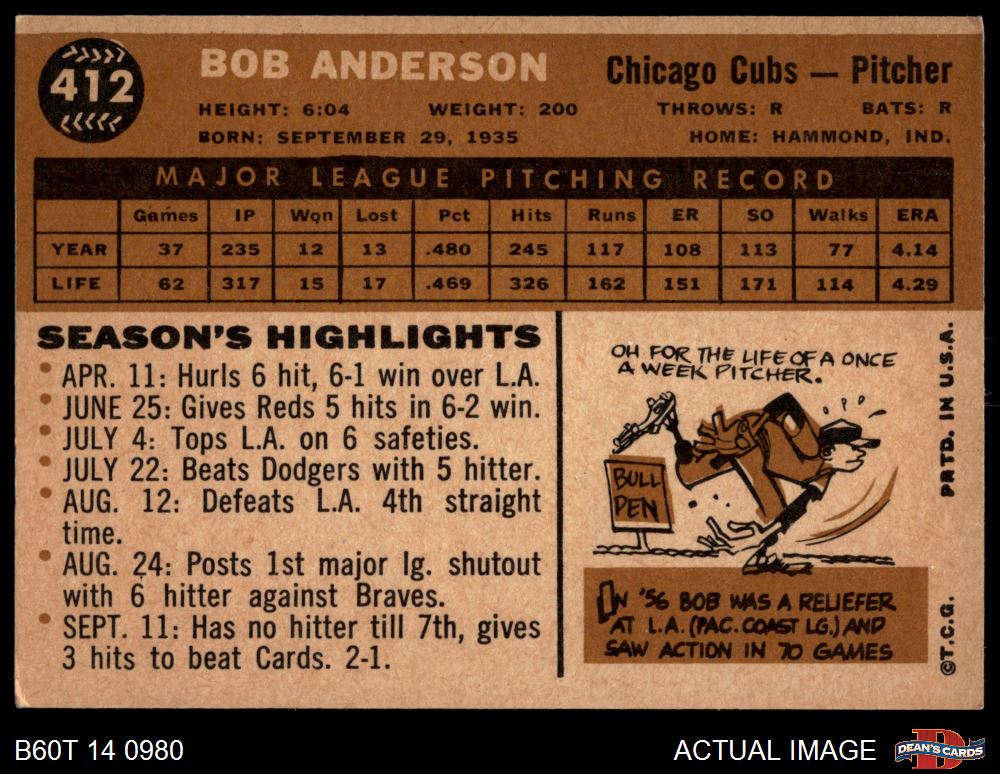 412
BOB ANDERSON
Chicago Cubs — Pitcher
HEIGHT: 6:04 WEIGHT: 200 THROWS: R BATS: R
BORN: SEPTEMBER 29, 1935 HOME: HAMMOND, IND.
MAJOR LEAGUE PITCHING RECORD
Games IP Won Lost Pct Hits Runs ER SO Walks ERA
YEAR 37 235 12 13 .480 245 117 108 113 77 4.14
LIFE 62 317 15 17 .469 326 162 151 171 114 4.29
SEASON'S HIGHLIGHTS
• APR. 11: Hurls 6 hit, 6-1 win over L.A.
• JUNE 25: Gives Reds 5 hits in 6-2 win.
• JULY 4: Tops L.A. on 6 safeties.
• JULY 22: Beats Dodgers with 5 hitter.
• AUG. 12: Defeats L.A. 4th straight
time.
• AUG. 24: Posts 1st major lg. shutout
with 6 hitter against Braves.
• SEPT. 11: Has no hitter till 7th, gives
3 hits to beat Cards. 2-1.
OH FOR THE LIFE OF A ONCE
A WEEK PITCHER.
BULL
PEN
IN '56 BOB WAS A RELIEFER
AT L.A. (PAC. COAST LG.) AND
SAW ACTION IN 70 GAMES
©T.C.G. PRTD. IN U.S.A.
B60T 14 0980
ACTUAL IMAGE
D
DEAN'S CARDS